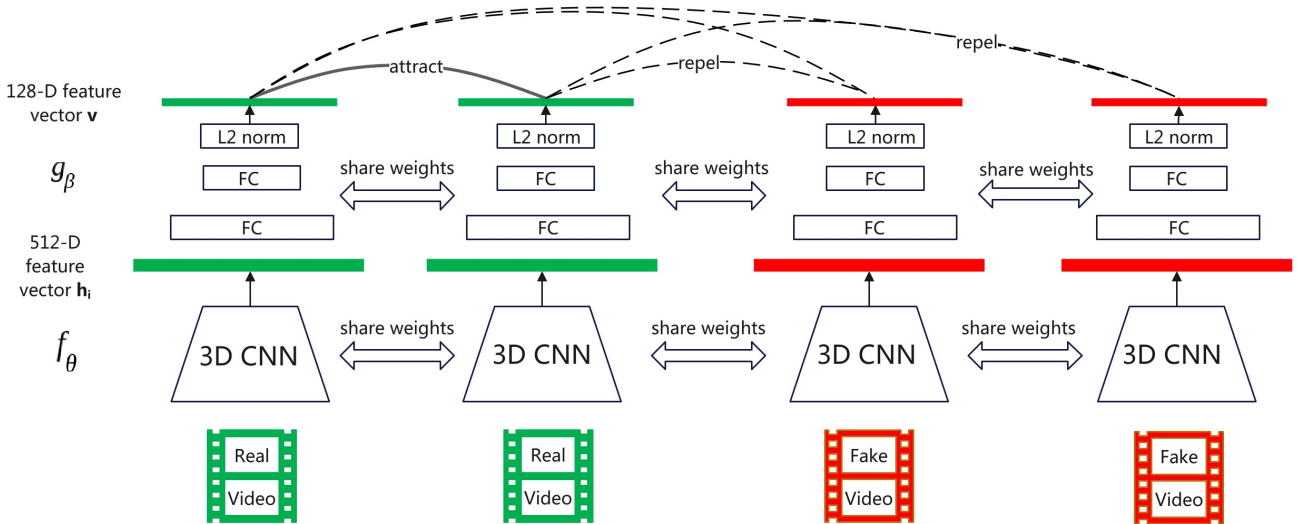 repel
attract
repel
128-D feature
vector v
L2 norm
L2 norm
L2 norm
L2 norm
gβ
FC
FC
FC
FC
share weights
share weights
share weights
FC
FC
FC
FC
512-D
feature
vector hi
share weights
share weights
share weights
fθ
3D CNN
3D CNN
3D CNN
3D CNN
Real
Video
Real
Video
Fake
Video
Fake
Video